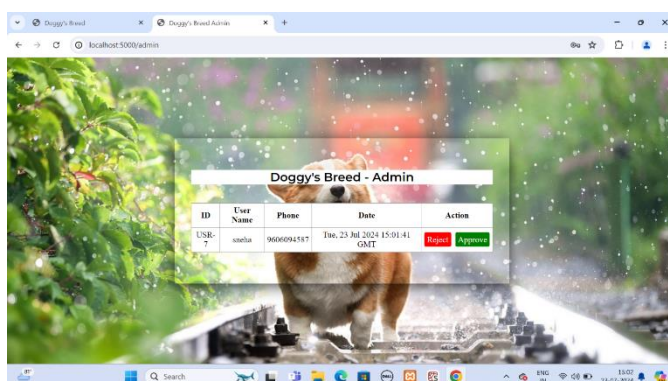 Doggy's Breed
Doggy's Breed Admin
localhost:5000/admin
Doggy's Breed - Admin
ID User Name Phone Date Action
USR-7 sneha 9606094587 Tue, 23 Jul 2024 15:01:41 GMT Reject Approve
Search
ENG
15:02